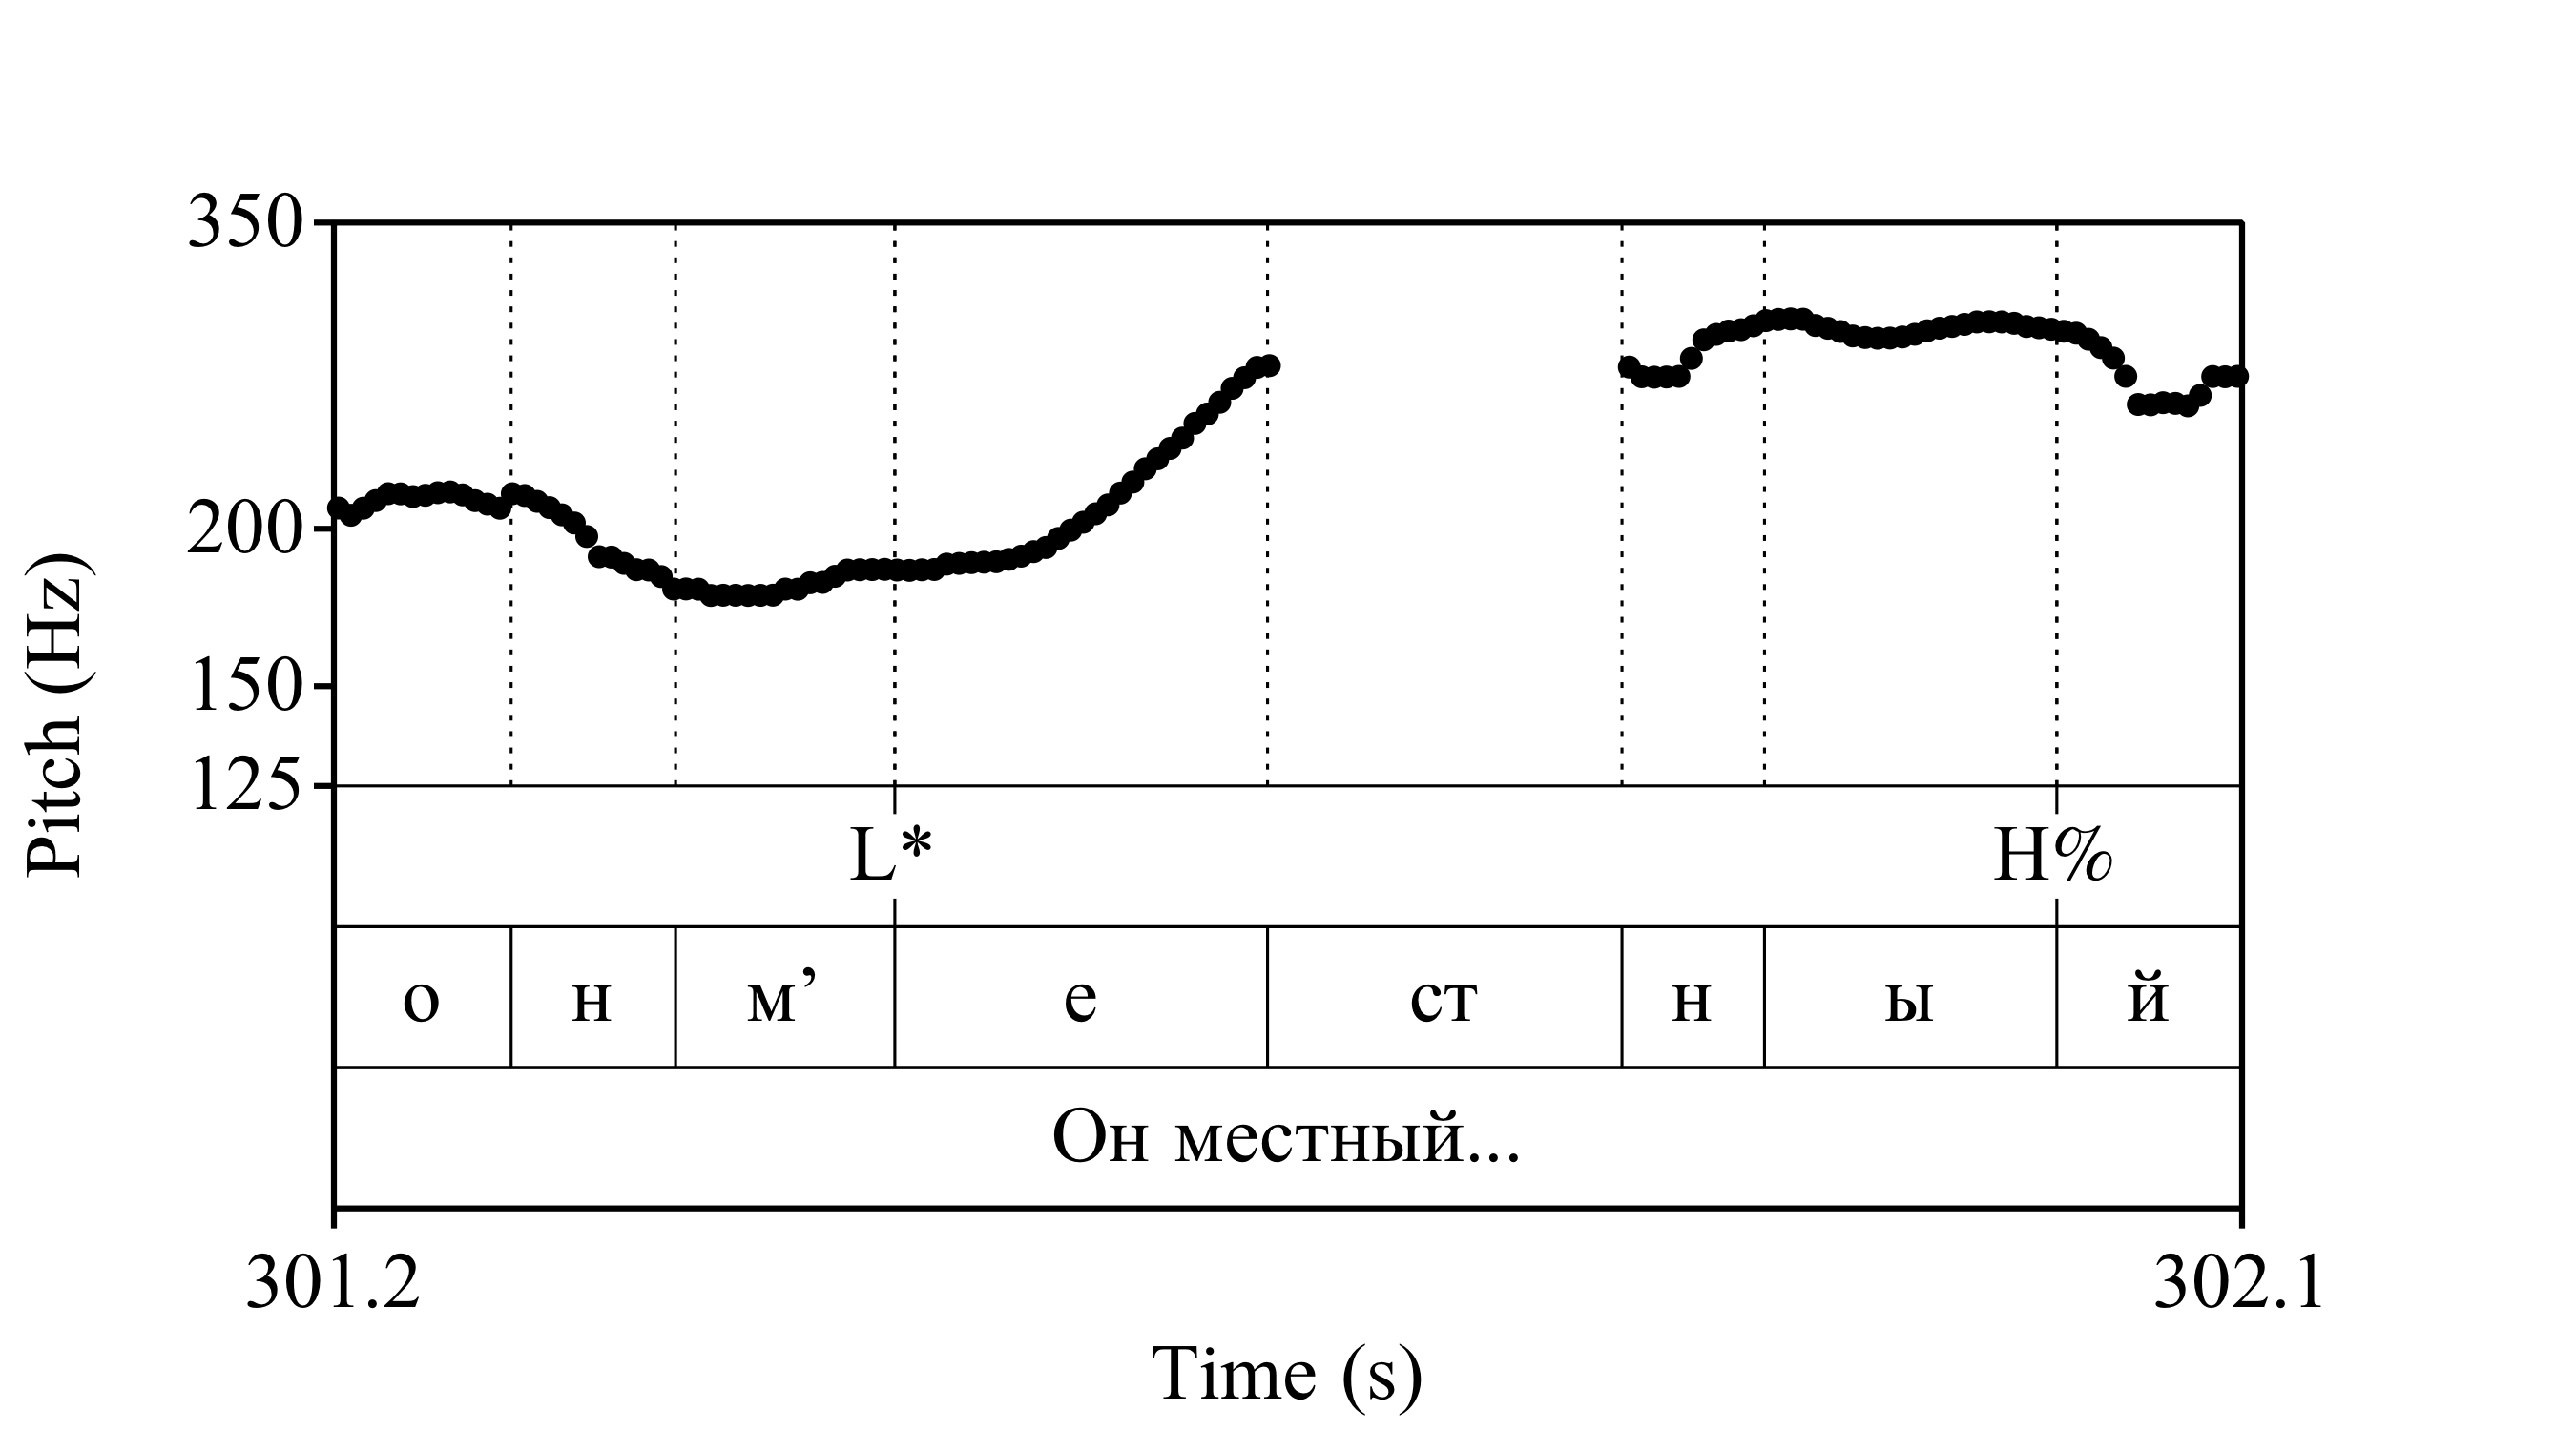 350
200
150
125
Pitch (Hz)
L* H%
о н м’ е ст н ы й
Он местный...
301.2 302.1
Time (s)